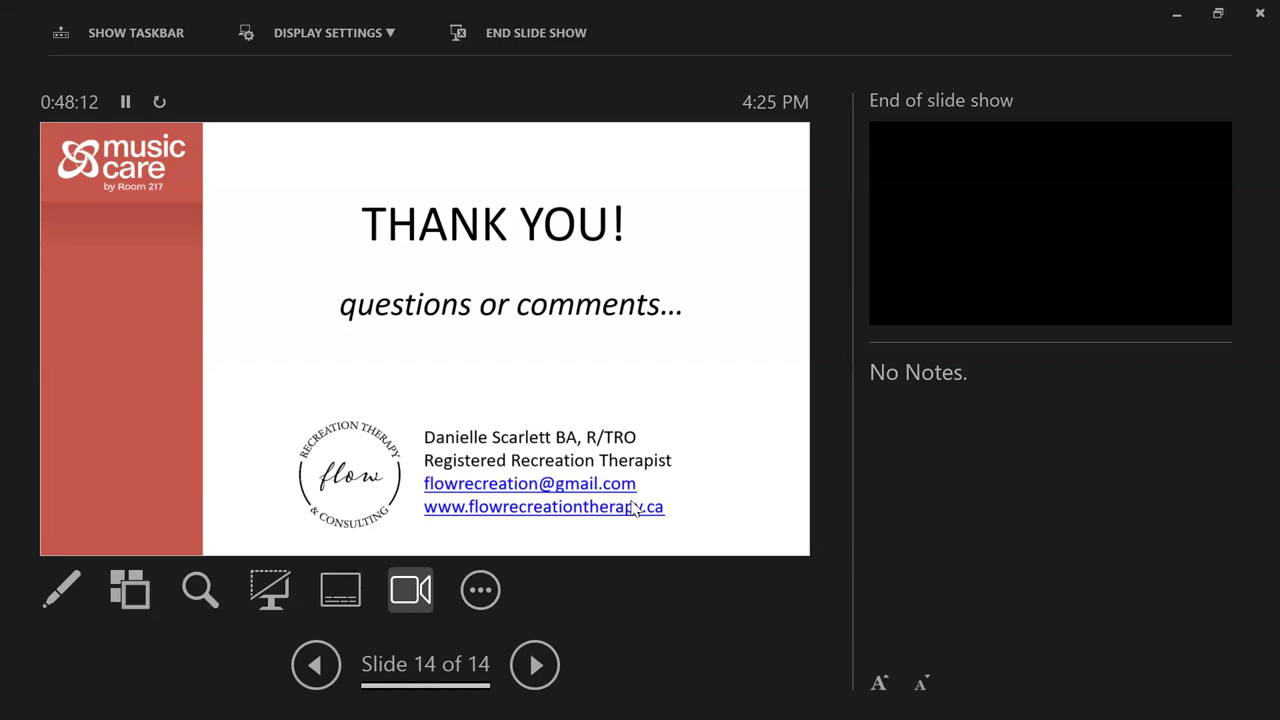 SHOW TASKBAR
DISPLAY SETTINGS ▼
END SLIDE SHOW
0:48:12
4:25 PM
End of slide show
music
care
by Room 217
THANK YOU!
questions or comments...
RECREATION THERAPY
flow
& CONSULTING
Danielle Scarlett BA, R/TRO
Registered Recreation Therapist
flowrecreation@gmail.com
www.flowrecreationtherapy.ca
No Notes.
Slide 14 of 14
A A